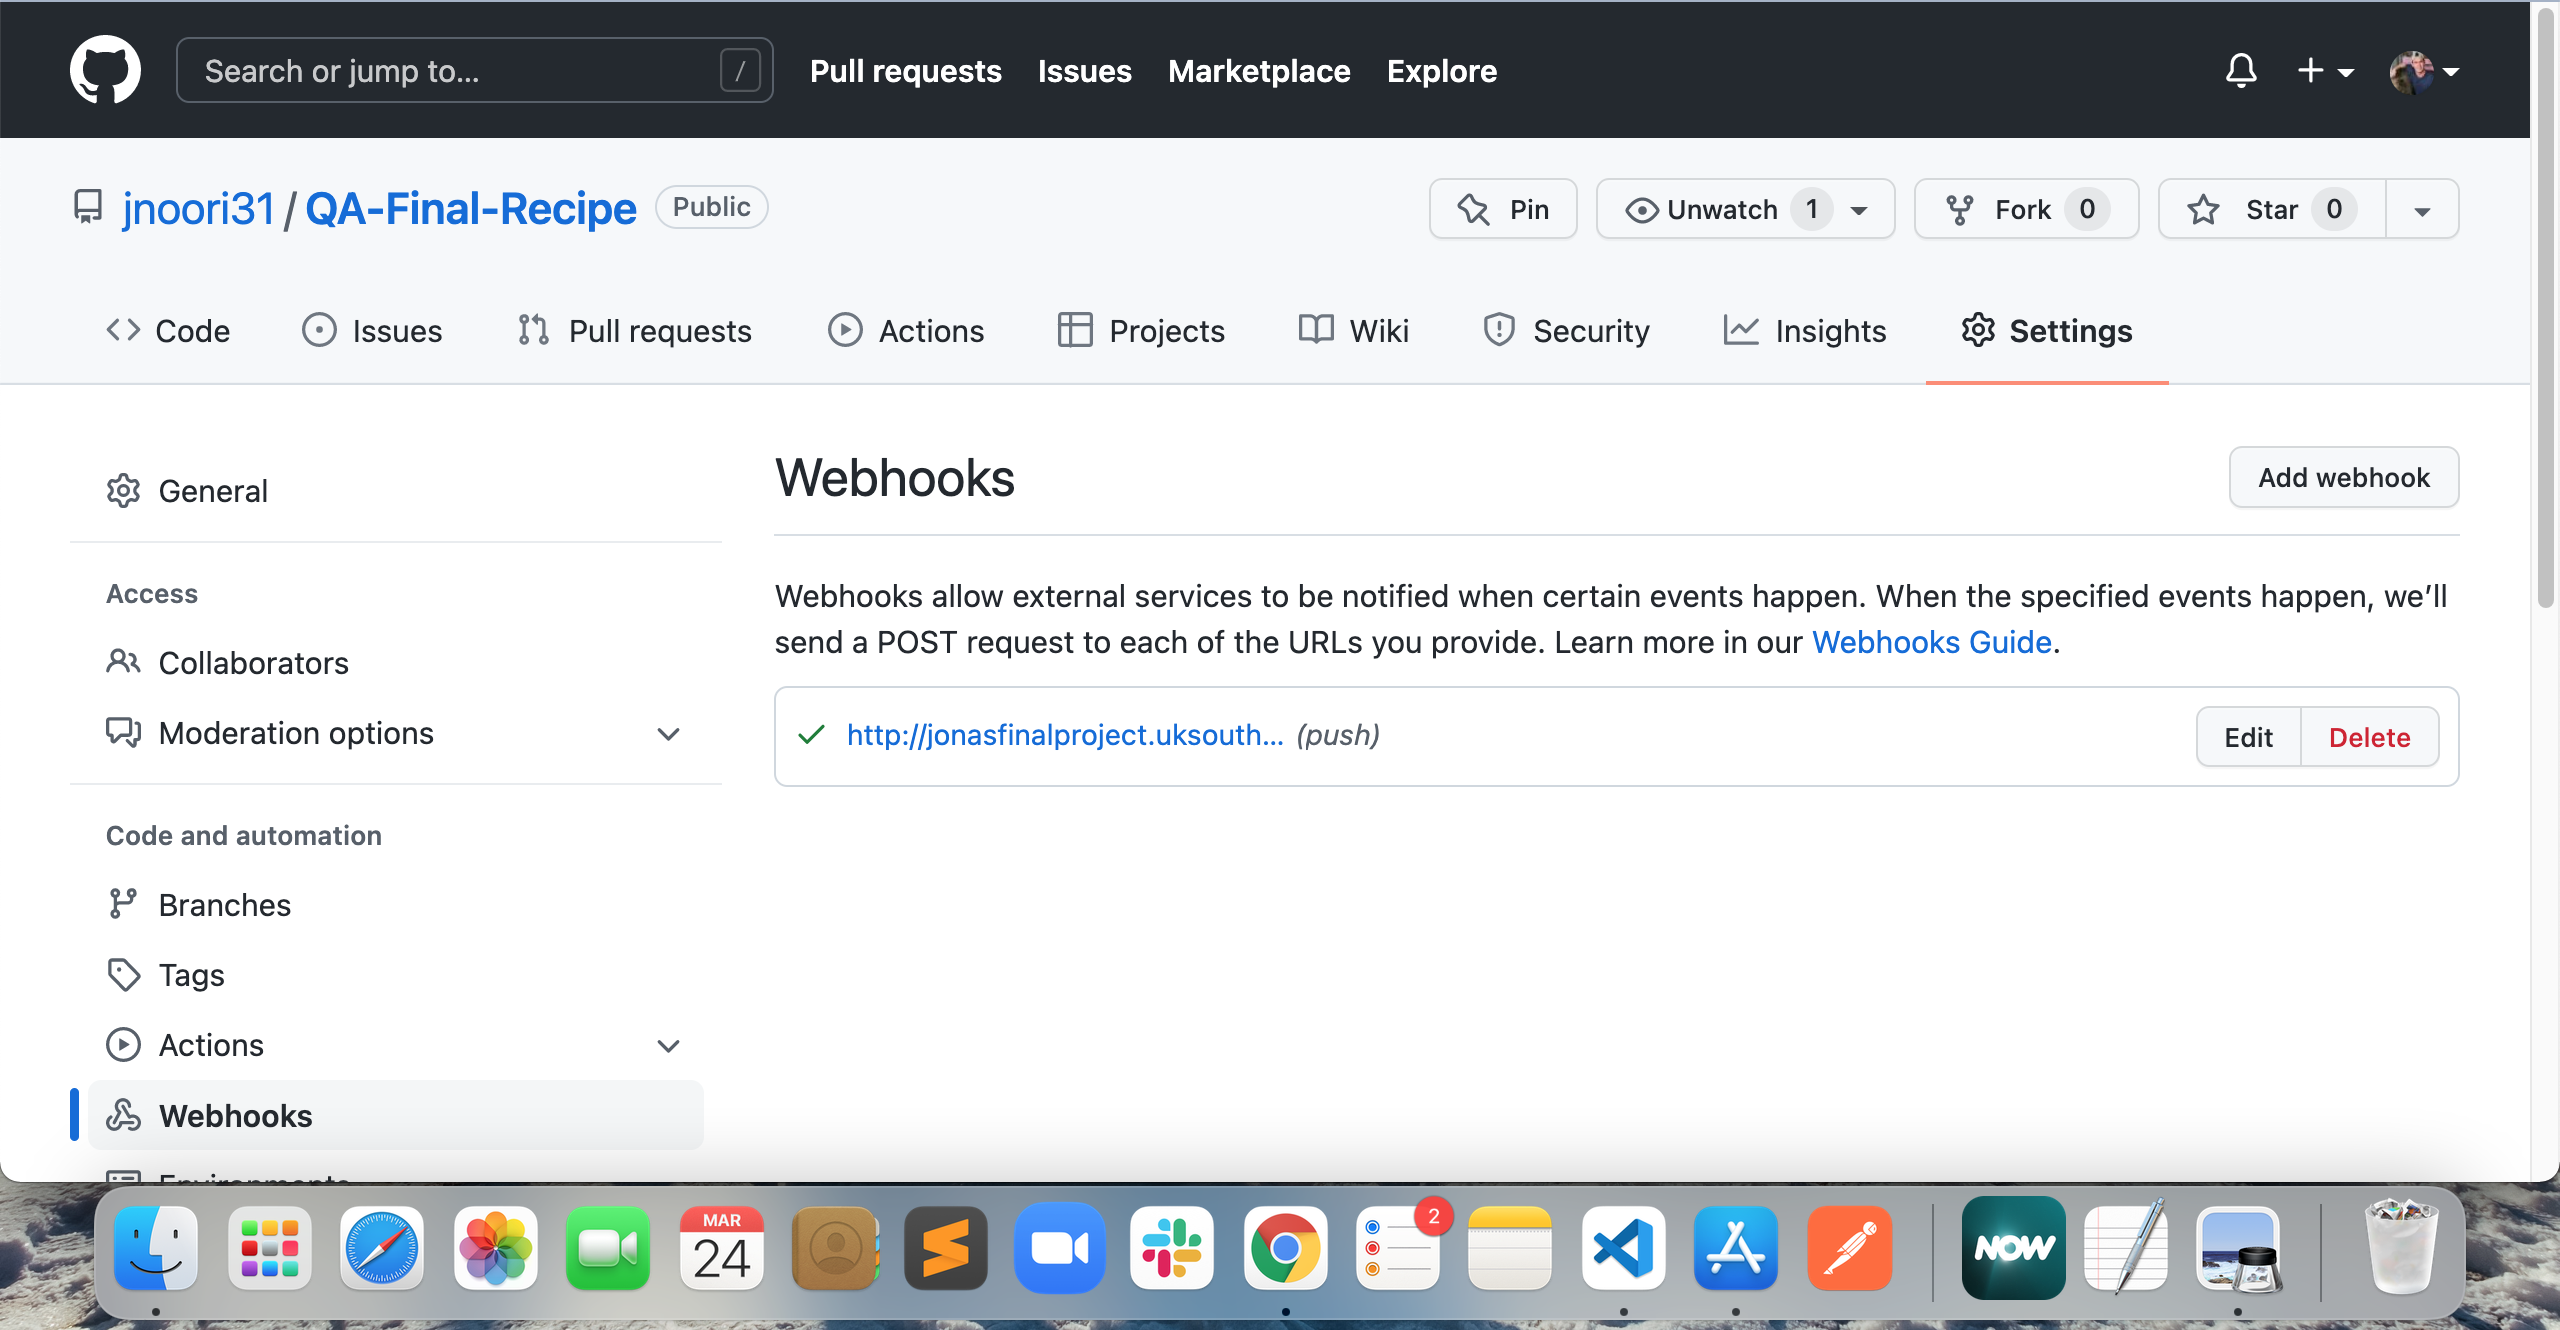 Search or jump to... /
Pull requests Issues Marketplace Explore
jnoori31 / QA-Final-Recipe Public
Pin Unwatch 1 Fork 0 Star 0
Code Issues Pull requests Actions Projects Wiki Security Insights Settings
General
Access
Collaborators
Moderation options
Code and automation
Branches
Tags
Actions
Webhooks
Environments
Webhooks
Add webhook
Webhooks allow external services to be notified when certain events happen. When the specified events happen, we’ll
send a POST request to each of the URLs you provide. Learn more in our Webhooks Guide.
http://jonasfinalproject.uksouth... (push)
Edit Delete
MAR
24
2
NOW